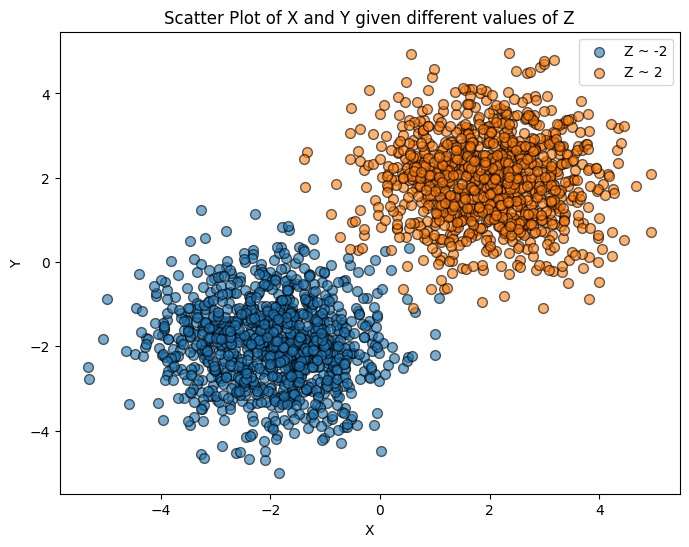 Scatter Plot of X and Y given different values of Z
Z ~ -2
Z ~ 2
4
2
0
−2
−4
Y
−4
−2
0
2
4
X